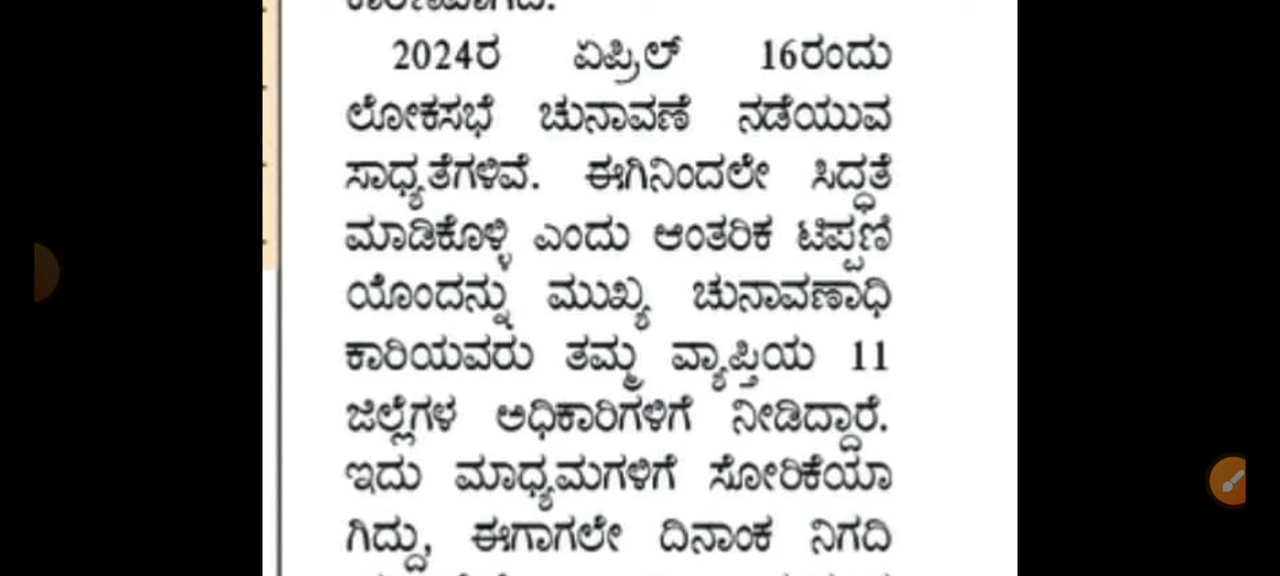 2024ರ ಏಪ್ರಿಲ್ 16ರಂದು
ಲೋಕಸಭೆ ಚುನಾವಣೆ ನಡೆಯುವ
ಸಾಧ್ಯತೆಗಳಿವೆ. ಈಗಿನಿಂದಲೇ ಸಿದ್ಧತೆ
ಮಾಡಿಕೊಳ್ಳಿ ಎಂದು ಆಂತರಿಕ ಟಿಪ್ಪಣಿ
ಯೊಂದನ್ನು ಮುಖ್ಯ ಚುನಾವಣಾಧಿ
ಕಾರಿಯವರು ತಮ್ಮ ವ್ಯಾಪ್ತಿಯ 11
ಜಿಲ್ಲೆಗಳ ಅಧಿಕಾರಿಗಳಿಗೆ ನೀಡಿದ್ದಾರೆ.
ಇದು ಮಾಧ್ಯಮಗಳಿಗೆ ಸೋರಿಕೆಯಾ
ಗಿದ್ದು, ಈಗಾಗಲೇ ದಿನಾಂಕ ನಿಗದಿ